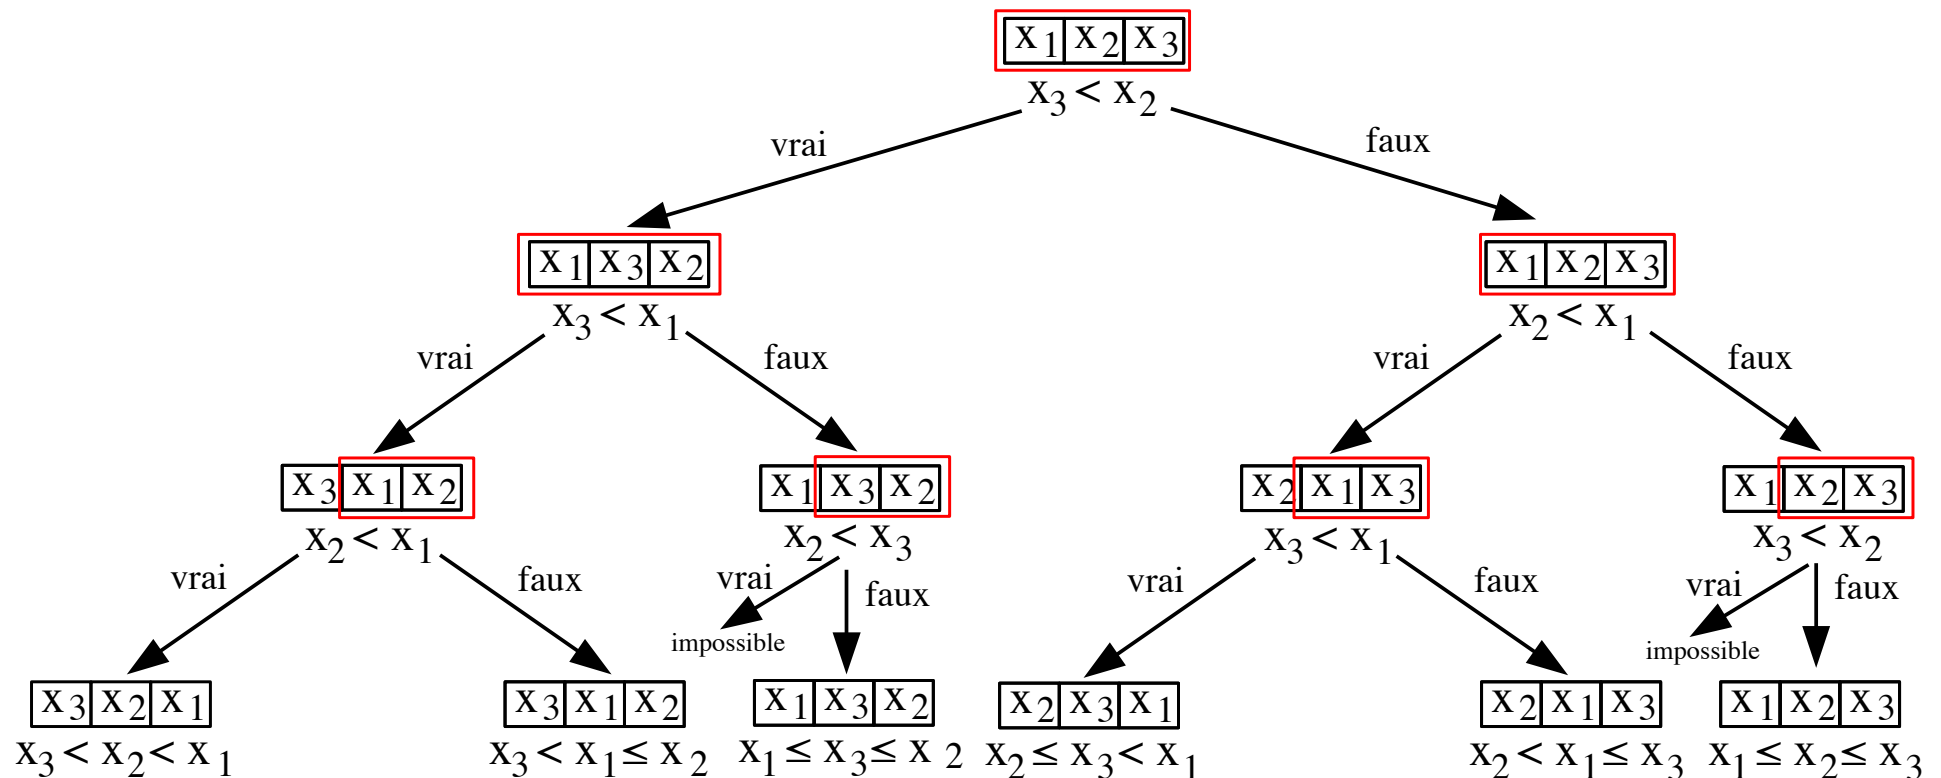 x1 x2 x3
x3 < x2
vrai faux
x1 x3 x2 x1 x2 x3
x3 < x1 x2 < x1
vrai faux vrai faux
x3 x1 x2 x1 x3 x2 x2 x1 x3 x1 x2 x3
x2 < x1 x2 < x3 x3 < x1 x3 < x2
vrai faux vrai faux vrai faux vrai faux
impossible impossible
x3 x2 x1 x3 x1 x2 x1 x3 x2 x2 x3 x1 x2 x1 x3 x1 x2 x3
x3 < x2 < x1 x3 < x1 ≤ x2 x1 ≤ x3 ≤ x2 x2 ≤ x3 < x1 x2 < x1 ≤ x3 x1 ≤ x2 ≤ x3